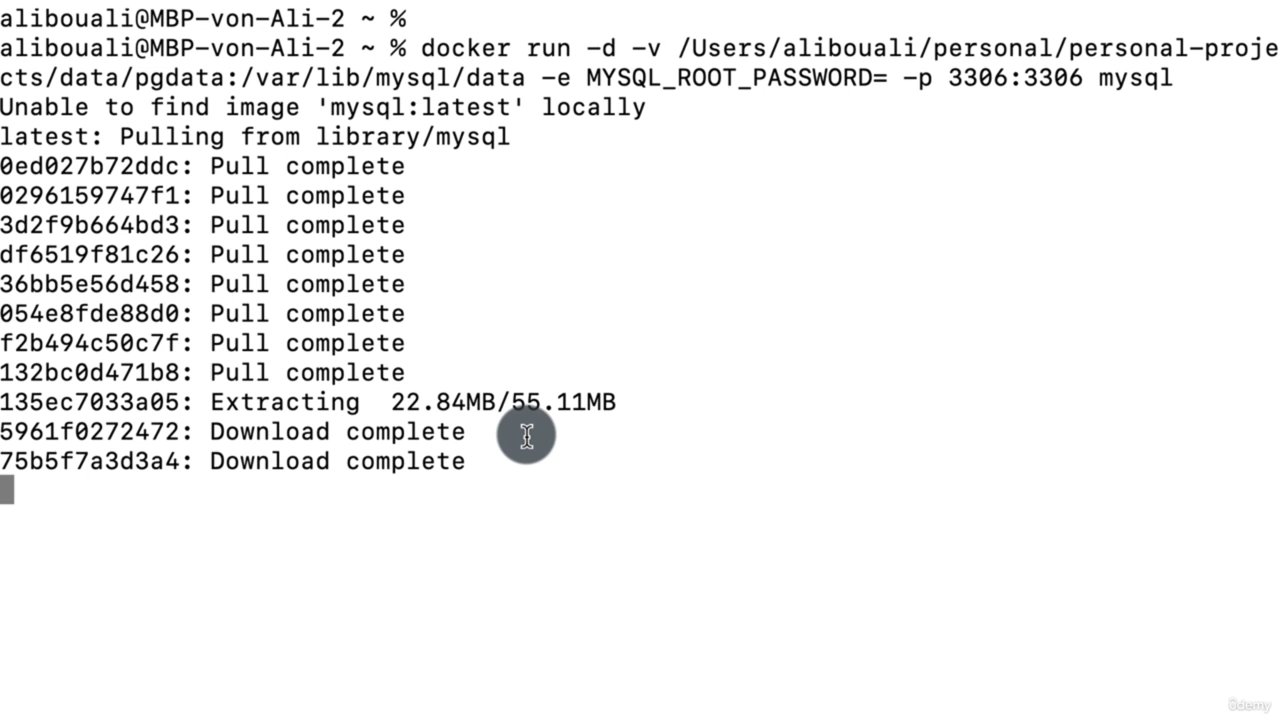 alibouali@MBP-von-Ali-2 ~ %
alibouali@MBP-von-Ali-2 ~ % docker run -d -v /Users/alibouali/personal/personal-proje
cts/data/pgdata:/var/lib/mysql/data -e MYSQL_ROOT_PASSWORD= -p 3306:3306 mysql
Unable to find image 'mysql:latest' locally
latest: Pulling from library/mysql
0ed027b72ddc: Pull complete
0296159747f1: Pull complete
3d2f9b664bd3: Pull complete
df6519f81c26: Pull complete
36bb5e56d458: Pull complete
054e8fde88d0: Pull complete
f2b494c50c7f: Pull complete
132bc0d471b8: Pull complete
135ec7033a05: Extracting  22.84MB/55.11MB
5961f0272472: Download complete
75b5f7a3d3a4: Download complete
ûdemy